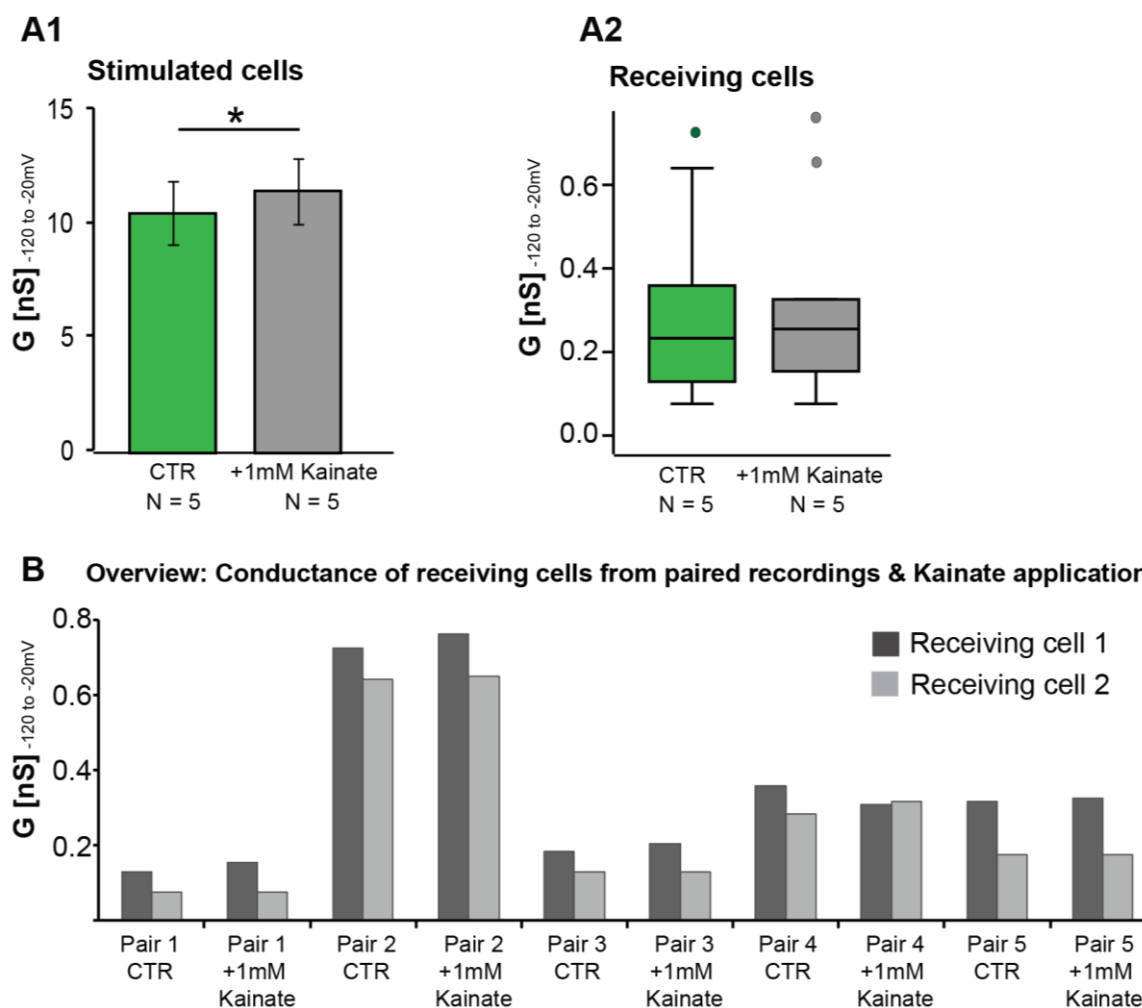 A1
Stimulated cells
G [nS] -120 to -20mV
15
10
5
0
*
CTR
N = 5
+1mM Kainate
N = 5
A2
Receiving cells
G [nS] -120 to -20mV
0.6
0.4
0.2
0.0
CTR
N = 5
+1mM Kainate
N = 5
B Overview: Conductance of receiving cells from paired recordings & Kainate application
G [nS] -120 to -20mV
0.8
0.6
0.4
0.2
Receiving cell 1
Receiving cell 2
Pair 1
CTR
Pair 1
+1mM
Kainate
Pair 2
CTR
Pair 2
+1mM
Kainate
Pair 3
CTR
Pair 3
+1mM
Kainate
Pair 4
CTR
Pair 4
+1mM
Kainate
Pair 5
CTR
Pair 5
+1mM
Kainate